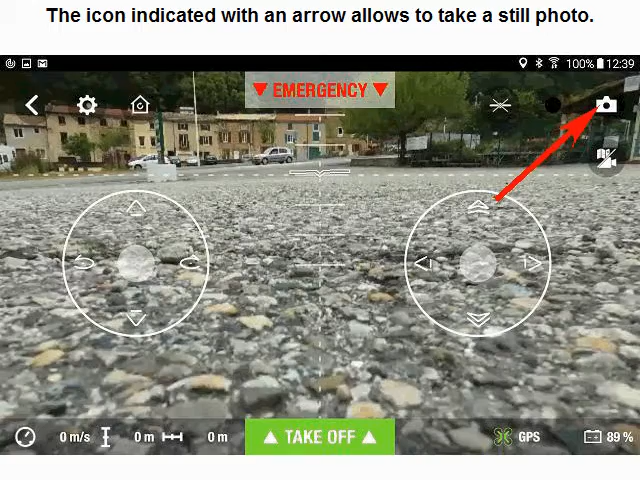 The icon indicated with an arrow allows to take a still photo.
100% 12:39
EMERGENCY
0 m/s 0 m 0 m
TAKE OFF
GPS
89 %